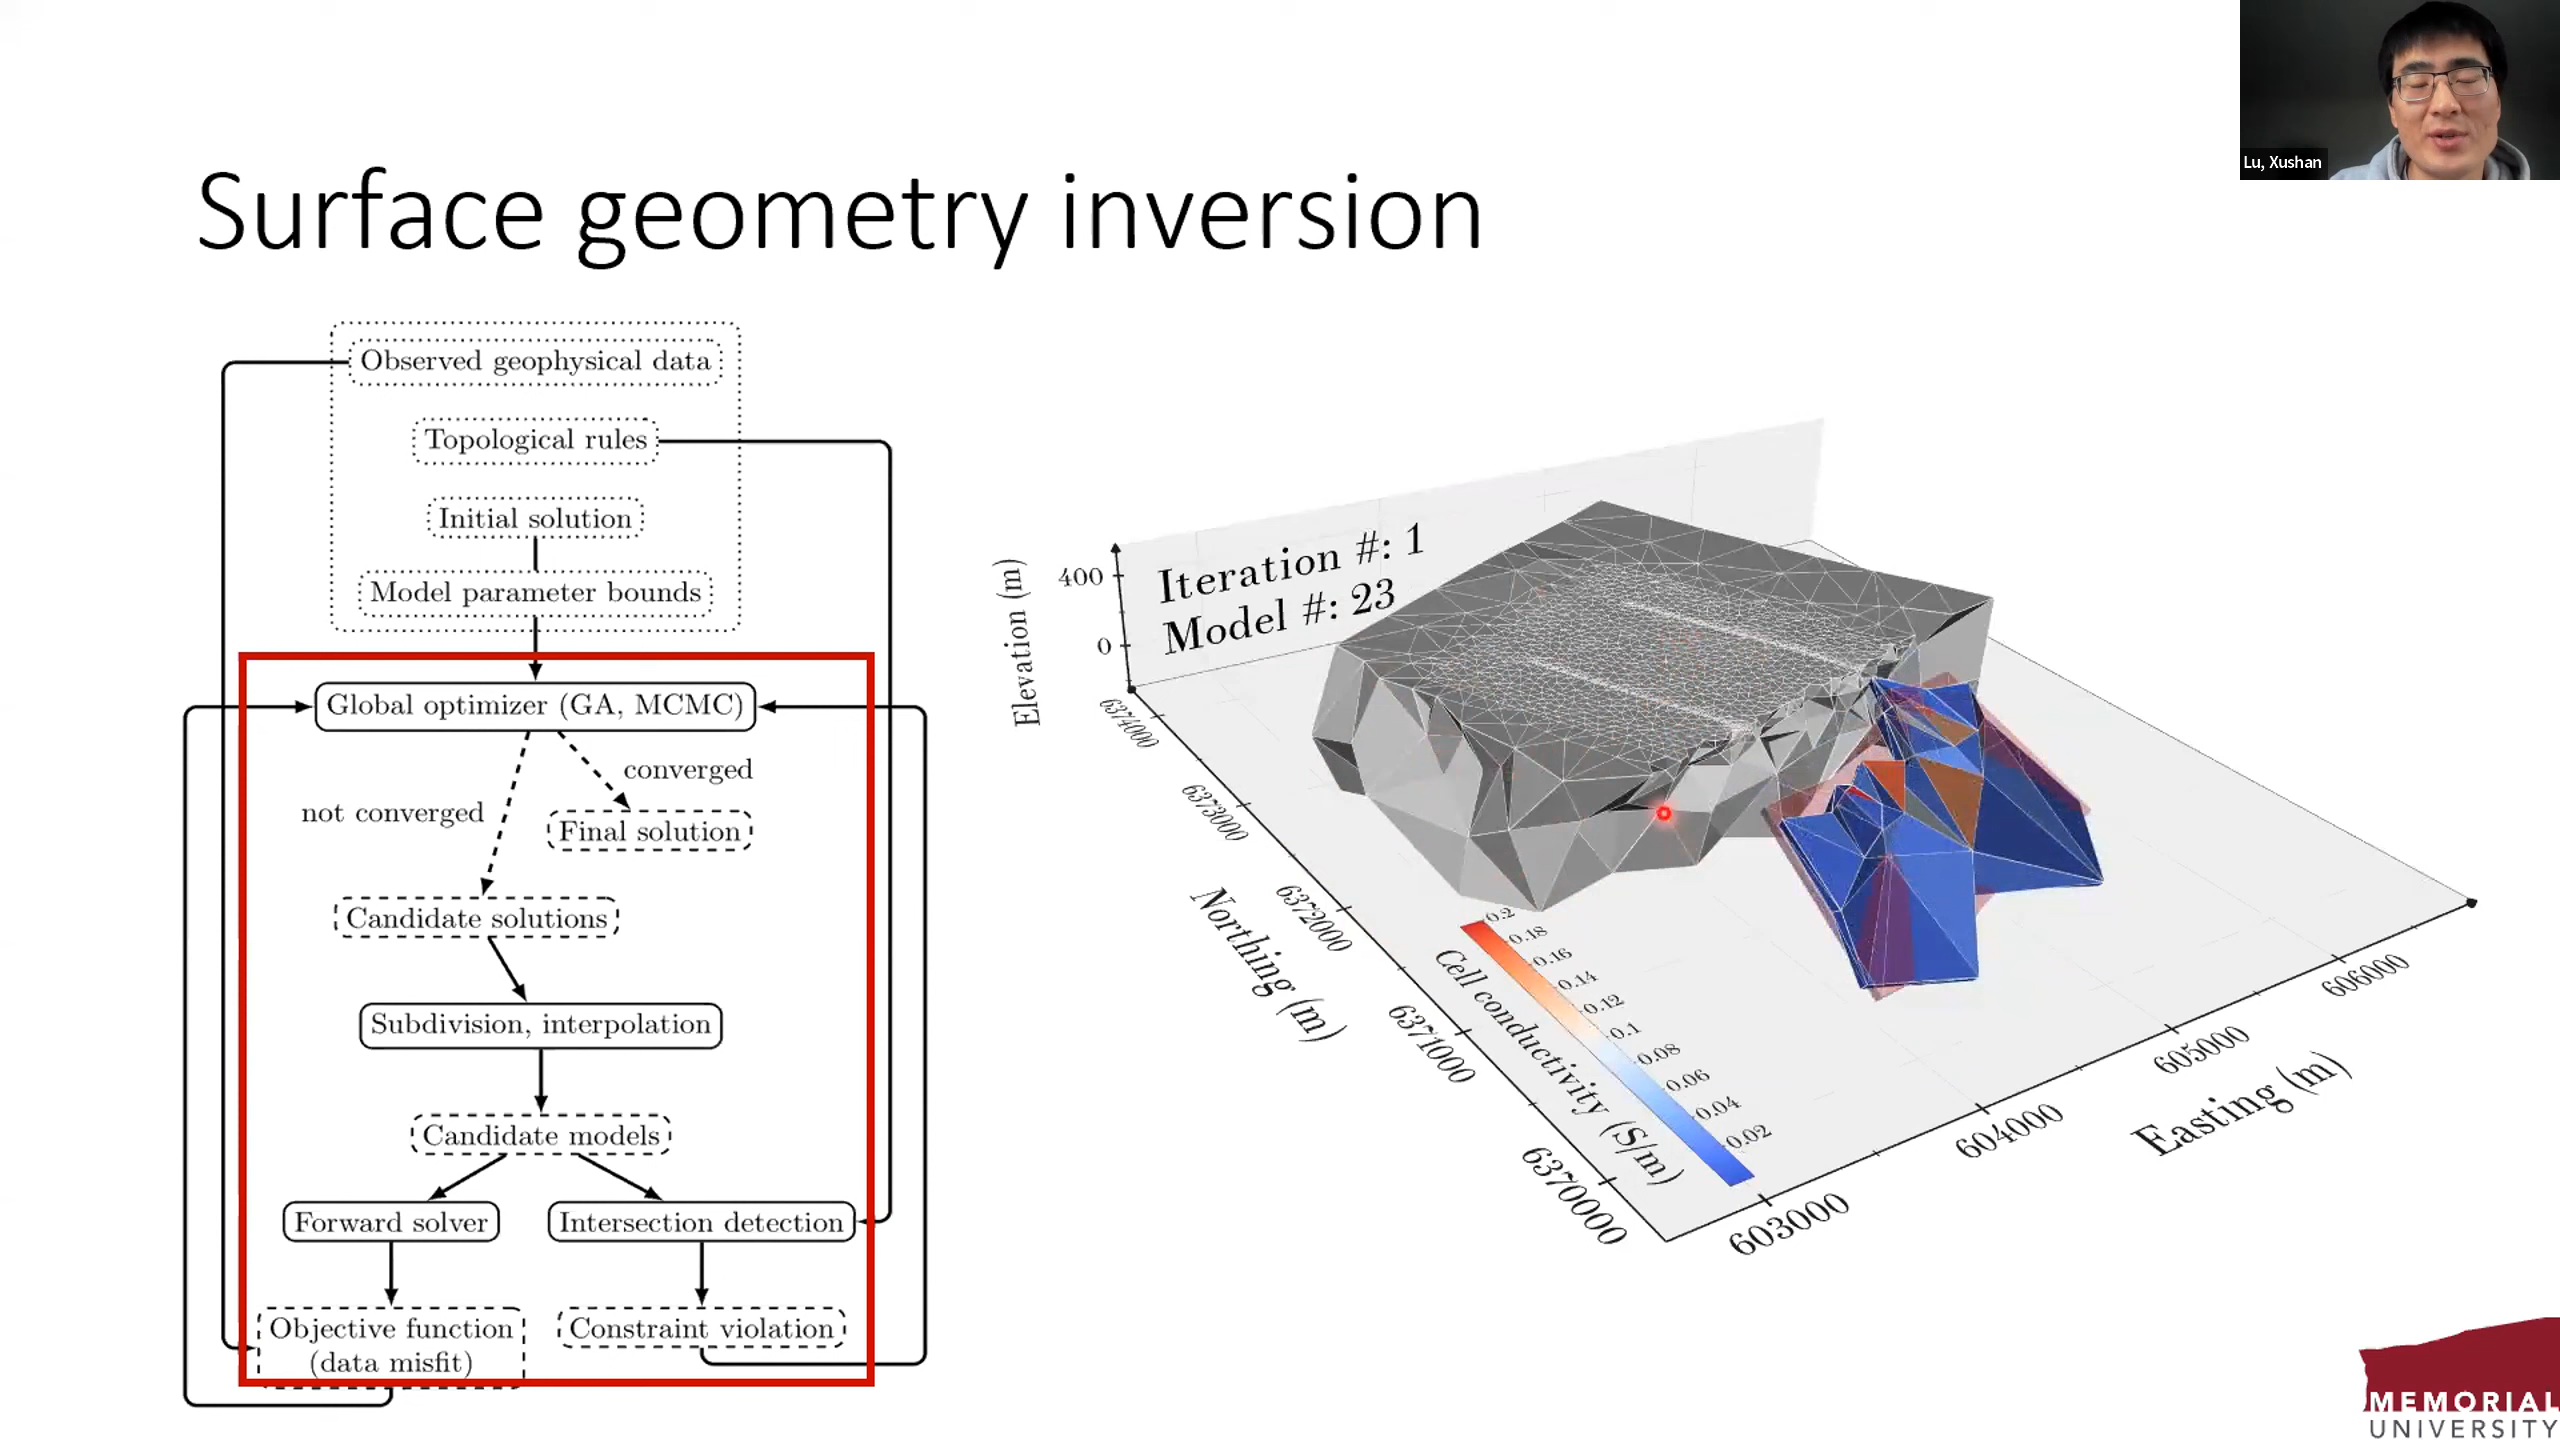 Lu, Xushan
Surface geometry inversion
Observed geophysical data
Topological rules
Initial solution
Model parameter bounds
Global optimizer (GA, MCMC)
converged
not converged
Final solution
Candidate solutions
Subdivision, interpolation
Candidate models
Forward solver
Intersection detection
Objective function
(data misfit)
Constraint violation
Iteration #: 1
Model #: 23
Elevation (m)
400
0
6374000
6373000
6372000
6371000
6370000
Northing (m)
Cell conductivity (S/m)
0.2
0.18
0.16
0.14
0.12
0.1
0.08
0.06
0.04
0.02
603000
604000
605000
606000
Easting (m)
MEMORIAL
UNIVERSITY